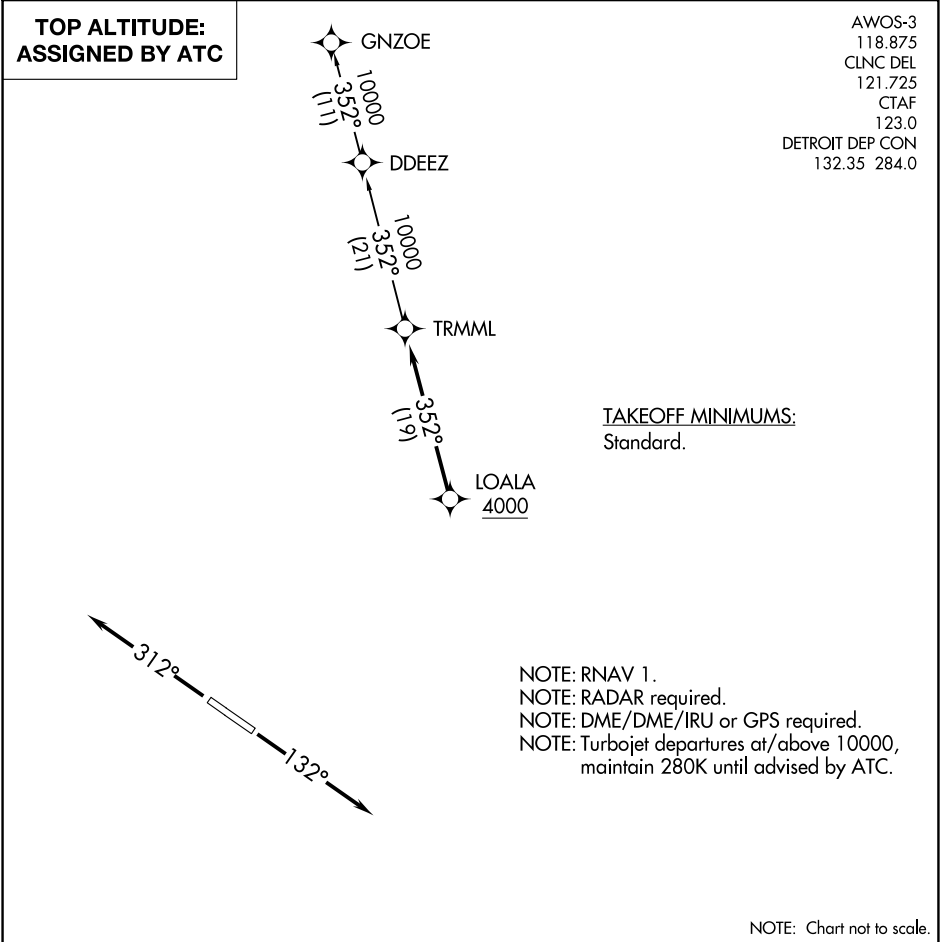 TOP ALTITUDE:
ASSIGNED BY ATC
AWOS-3
118.875
CLNC DEL
121.725
CTAF
123.0
DETROIT DEP CON
132.35 284.0
GNZOE
10000
352°
(11)
DDEEZ
10000
352°
(21)
TRMML
352°
(19)
LOALA
4000
TAKEOFF MINIMUMS:
Standard.
312°
132°
NOTE: RNAV 1.
NOTE: RADAR required.
NOTE: DME/DME/IRU or GPS required.
NOTE: Turbojet departures at/above 10000,
maintain 280K until advised by ATC.
NOTE: Chart not to scale.